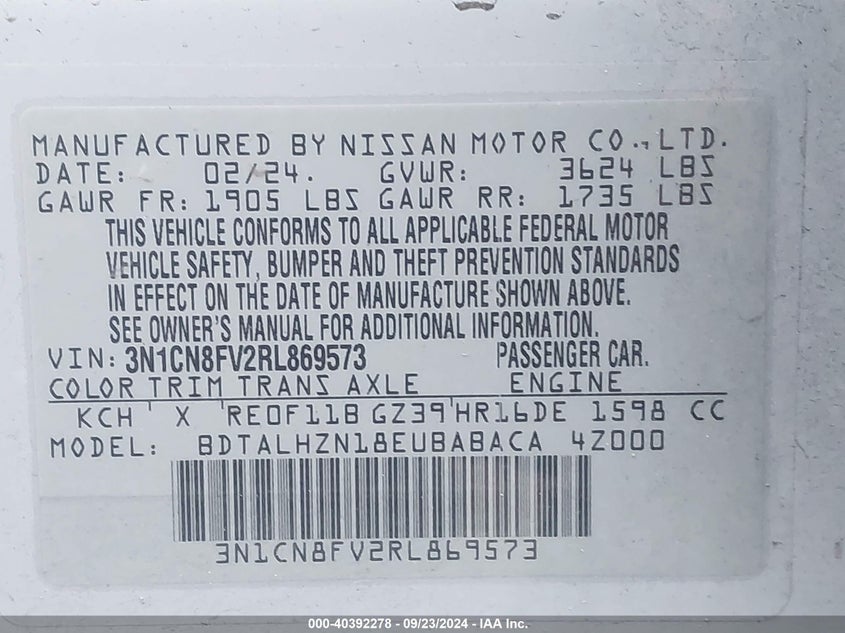 MANUFACTURED BY NISSAN MOTOR CO., LTD.
DATE: 02/24. GVWR: 3624 LBS
GAWR FR: 1905 LBS GAWR RR: 1735 LBS
THIS VEHICLE CONFORMS TO ALL APPLICABLE FEDERAL MOTOR
VEHICLE SAFETY, BUMPER AND THEFT PREVENTION STANDARDS
IN EFFECT ON THE DATE OF MANUFACTURE SHOWN ABOVE.
SEE OWNER'S MANUAL FOR ADDITIONAL INFORMATION.
VIN: 3N1CN8FV2RL869573 PASSENGER CAR.
COLOR TRIM TRANS AXLE ENGINE
KCH X RE0F11B GZ39 HR16DE 1598 CC
MODEL: BDTALHZN18EUBABACA 4Z000
3N1CN8FV2RL869573
000-40392278 - 09/23/2024 - IAA Inc.